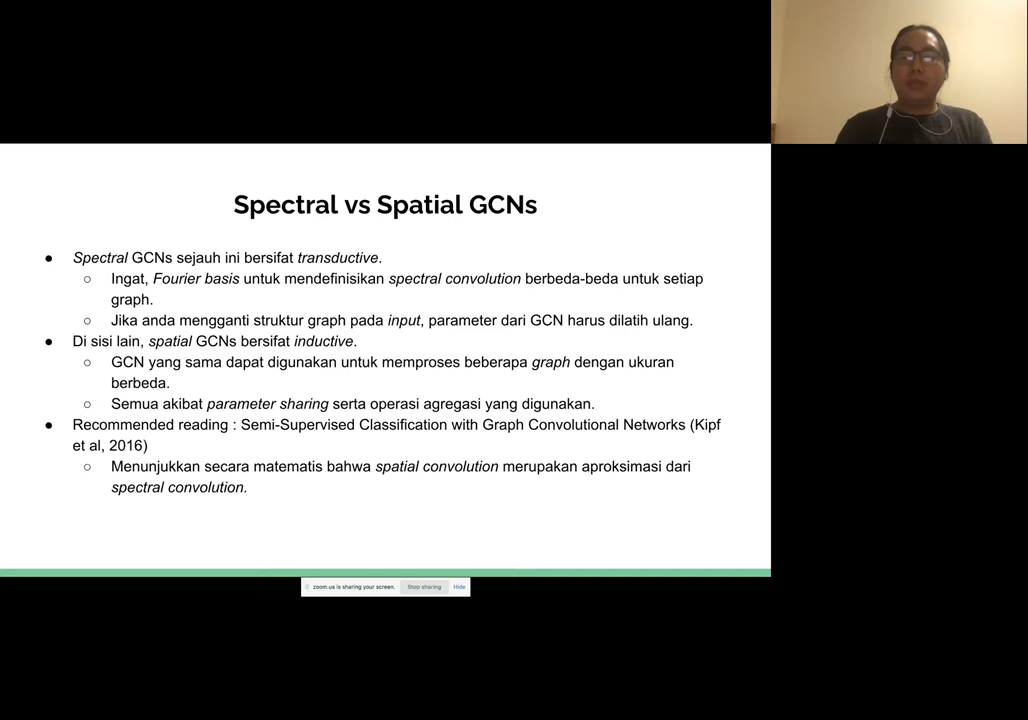 Spectral vs Spatial GCNs
● Spectral GCNs sejauh ini bersifat transductive.
○ Ingat, Fourier basis untuk mendefinisikan spectral convolution berbeda-beda untuk setiap
graph.
○ Jika anda mengganti struktur graph pada input, parameter dari GCN harus dilatih ulang.
● Di sisi lain, spatial GCNs bersifat inductive.
○ GCN yang sama dapat digunakan untuk memproses beberapa graph dengan ukuran
berbeda.
○ Semua akibat parameter sharing serta operasi agregasi yang digunakan.
● Recommended reading : Semi-Supervised Classification with Graph Convolutional Networks (Kipf
et al, 2016)
○ Menunjukkan secara matematis bahwa spatial convolution merupakan aproksimasi dari
spectral convolution.
zoom.us is sharing your screen. Stop sharing Hide